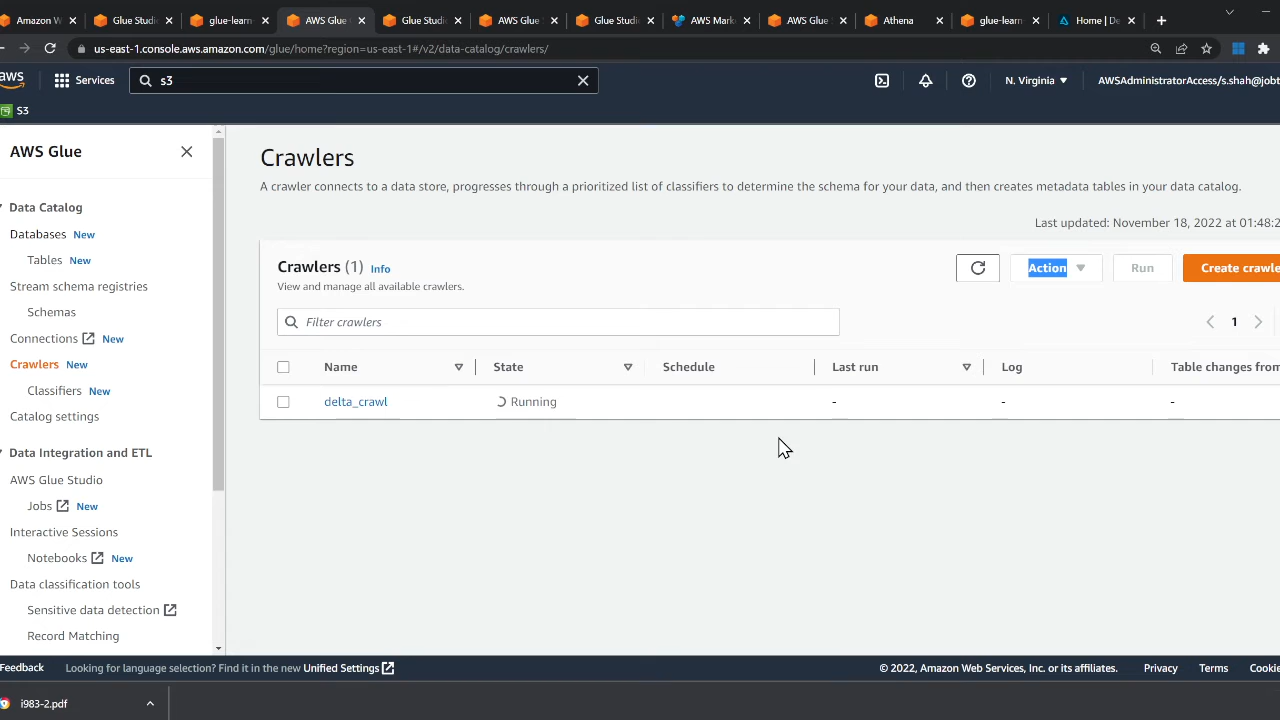 Amazon W
Glue Studi
glue-learn
AWS Glue
Glue Studi
AWS Glue
Glue Studi
AWS Mark
AWS Glue
Athena
glue-learn
Home | De
us-east-1.console.aws.amazon.com/glue/home?region=us-east-1#/v2/data-catalog/crawlers/
aws
Services
s3
N. Virginia
AWSAdministratorAccess/s.shah@jobt
S3
AWS Glue
Data Catalog
Databases New
Tables New
Stream schema registries
Schemas
Connections New
Crawlers New
Classifiers New
Catalog settings
Data Integration and ETL
AWS Glue Studio
Jobs New
Interactive Sessions
Notebooks New
Data classification tools
Sensitive data detection
Record Matching
Crawlers
A crawler connects to a data store, progresses through a prioritized list of classifiers to determine the schema for your data, and then creates metadata tables in your data catalog.
Last updated: November 18, 2022 at 01:48:2
Crawlers (1) Info
View and manage all available crawlers.
Action
Run
Create crawle
Filter crawlers
1
Name
State
Schedule
Last run
Log
Table changes from
delta_crawl
Running
-
-
-
Feedback
Looking for language selection? Find it in the new Unified Settings
© 2022, Amazon Web Services, Inc. or its affiliates.
Privacy
Terms
Cookie
i983-2.pdf